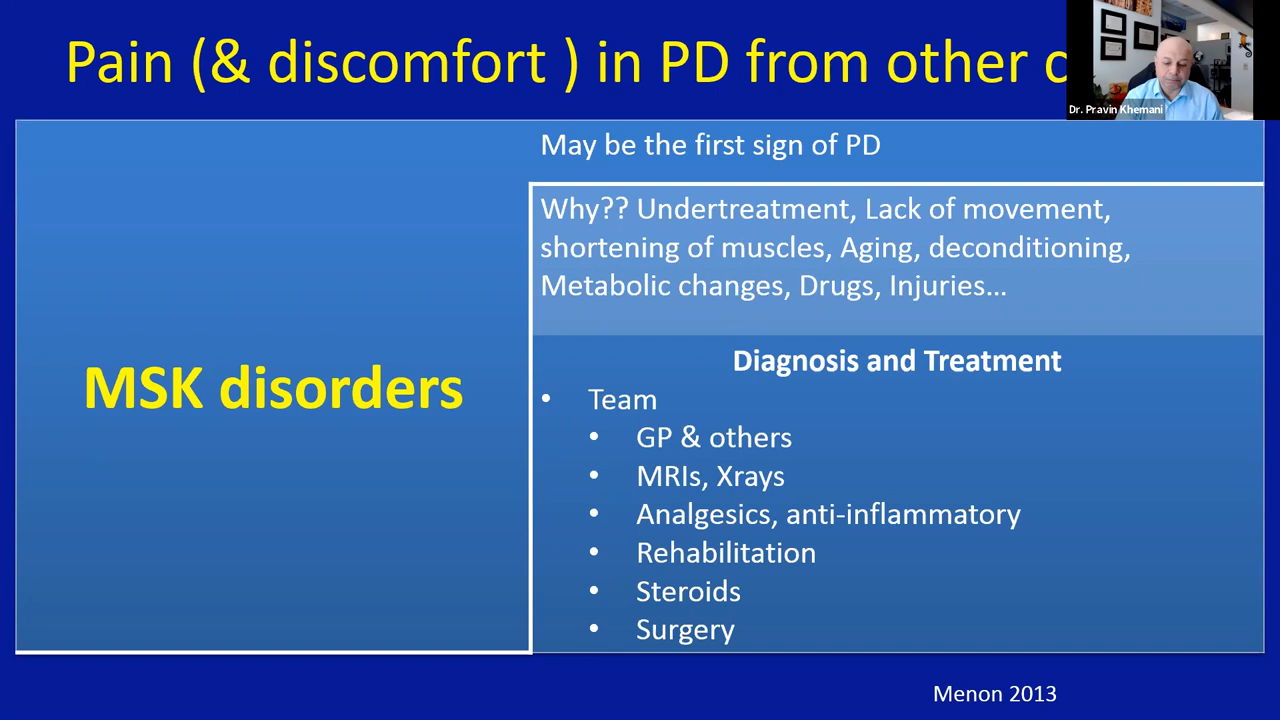 Pain (& discomfort ) in PD from other c
Dr. Pravin Khemani
May be the first sign of PD
Why?? Undertreatment, Lack of movement,
shortening of muscles, Aging, deconditioning,
Metabolic changes, Drugs, Injuries...
MSK disorders
Diagnosis and Treatment
• Team
• GP & others
• MRIs, Xrays
• Analgesics, anti-inflammatory
• Rehabilitation
• Steroids
• Surgery
Menon 2013